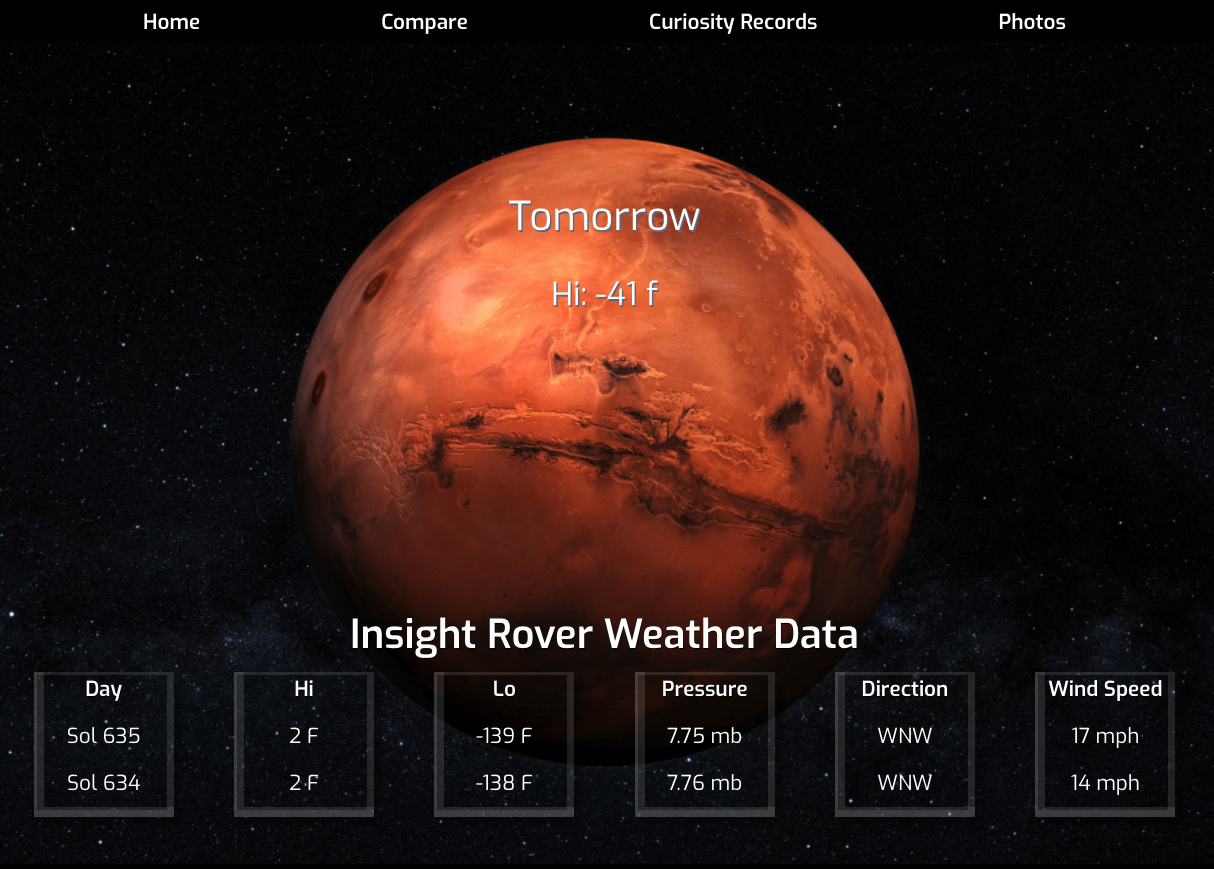 Home Compare Curiosity Records Photos
Tomorrow
Hi: -41 f
Insight Rover Weather Data
Day Hi Lo Pressure Direction Wind Speed
Sol 635 2 F -139 F 7.75 mb WNW 17 mph
Sol 634 2 F -138 F 7.76 mb WNW 14 mph